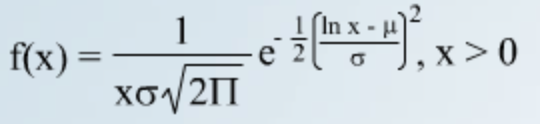 f(x) = 1/(xσ√(2Π)) e^(- 1/2 ((ln x - μ)/σ)^2), x > 0